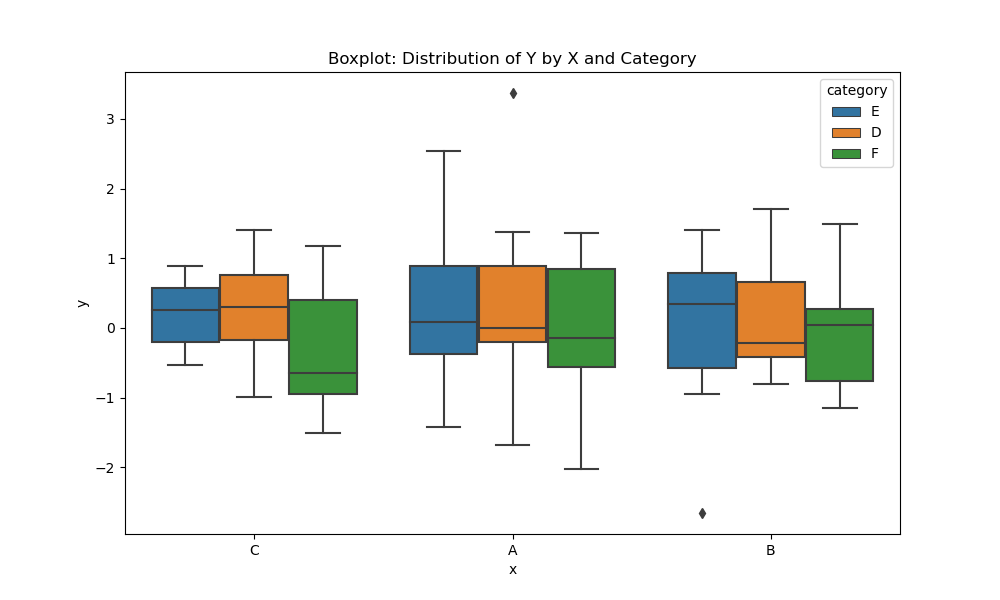 Boxplot: Distribution of Y by X and Category
category
E
D
F
y
3
2
1
0
−1
−2
C A B
x